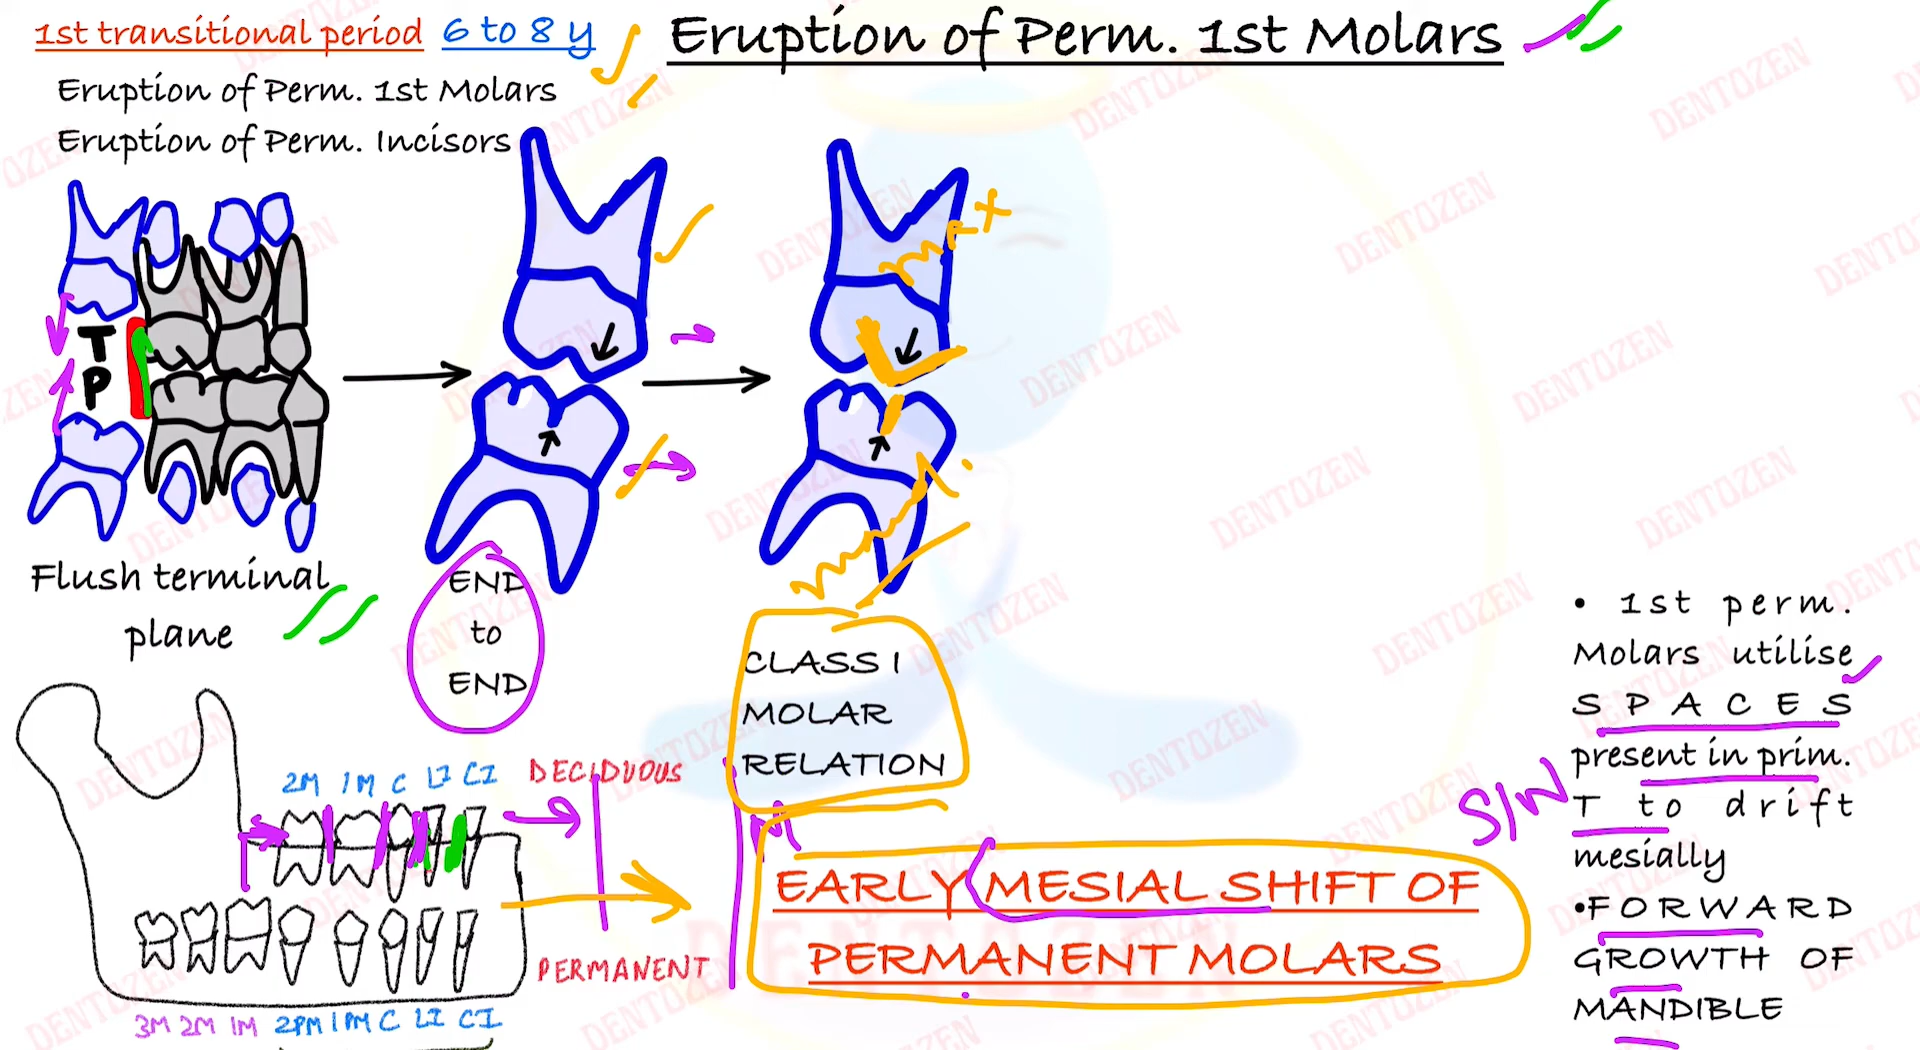 1st transitional period 6 to 8 y
Eruption of Perm. 1st Molars
Eruption of Perm. 1st Molars
Eruption of Perm. Incisors
T
P
Flush terminal
plane
END
to
END
CLASS I
MOLAR
RELATION
2M 1M C LI CI DECIDUOUS
PERMANENT
3M 2M 1M 2PM 1PM C LI CI
EARLY MESIAL SHIFT OF
PERMANENT MOLARS
S/W
• 1st perm.
Molars utilise
SPACES
present in prim.
T to drift
mesially
•FORWARD
GROWTH OF
MANDIBLE
DENTOZEN